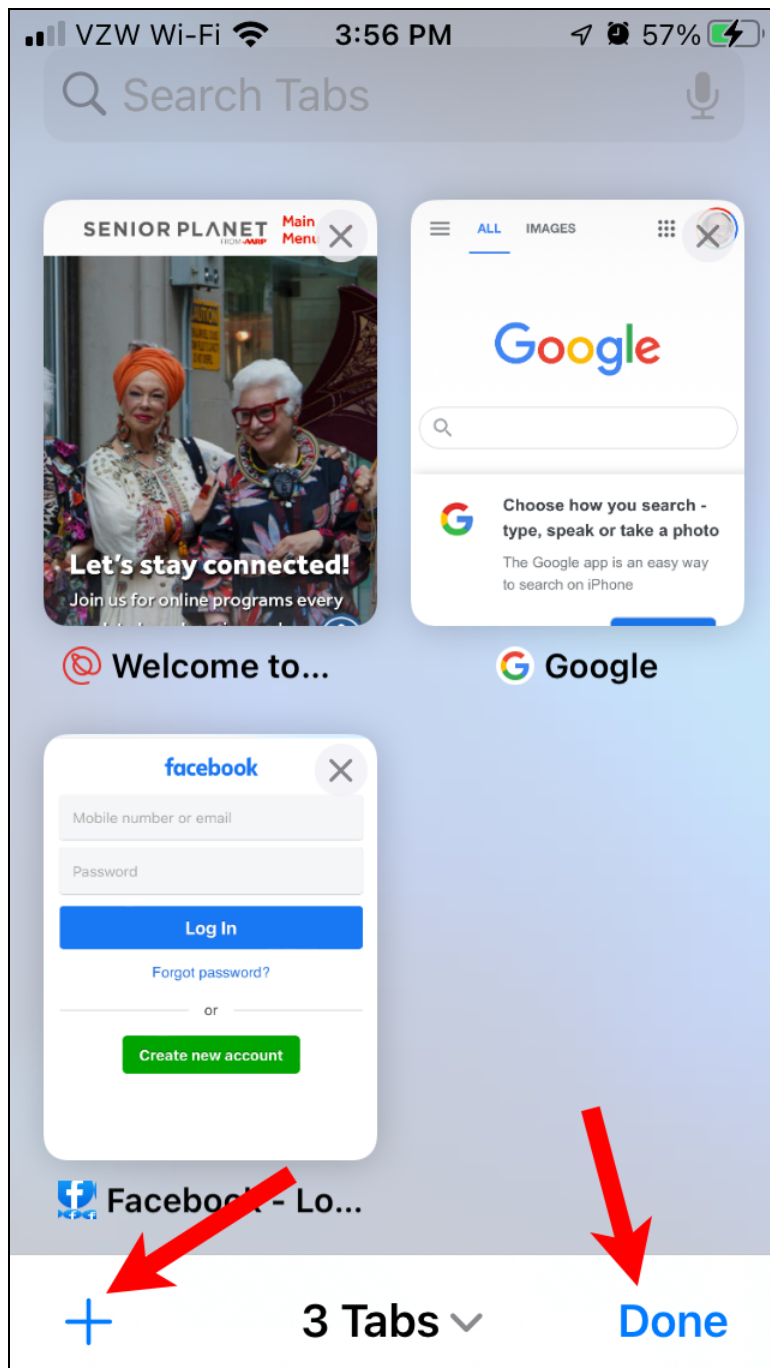 VZW Wi-Fi 3:56 PM 57%
Search Tabs
SENIOR PLANET
FROM AARP
Main
Menu
CAUTION
Let's stay connected!
Join us for online programs every
Welcome to...
ALL IMAGES
Google
Choose how you search -
type, speak or take a photo
The Google app is an easy way
to search on iPhone
Google
facebook
Mobile number or email
Password
Log In
Forgot password?
or
Create new account
Facebook - Lo...
3 Tabs
Done